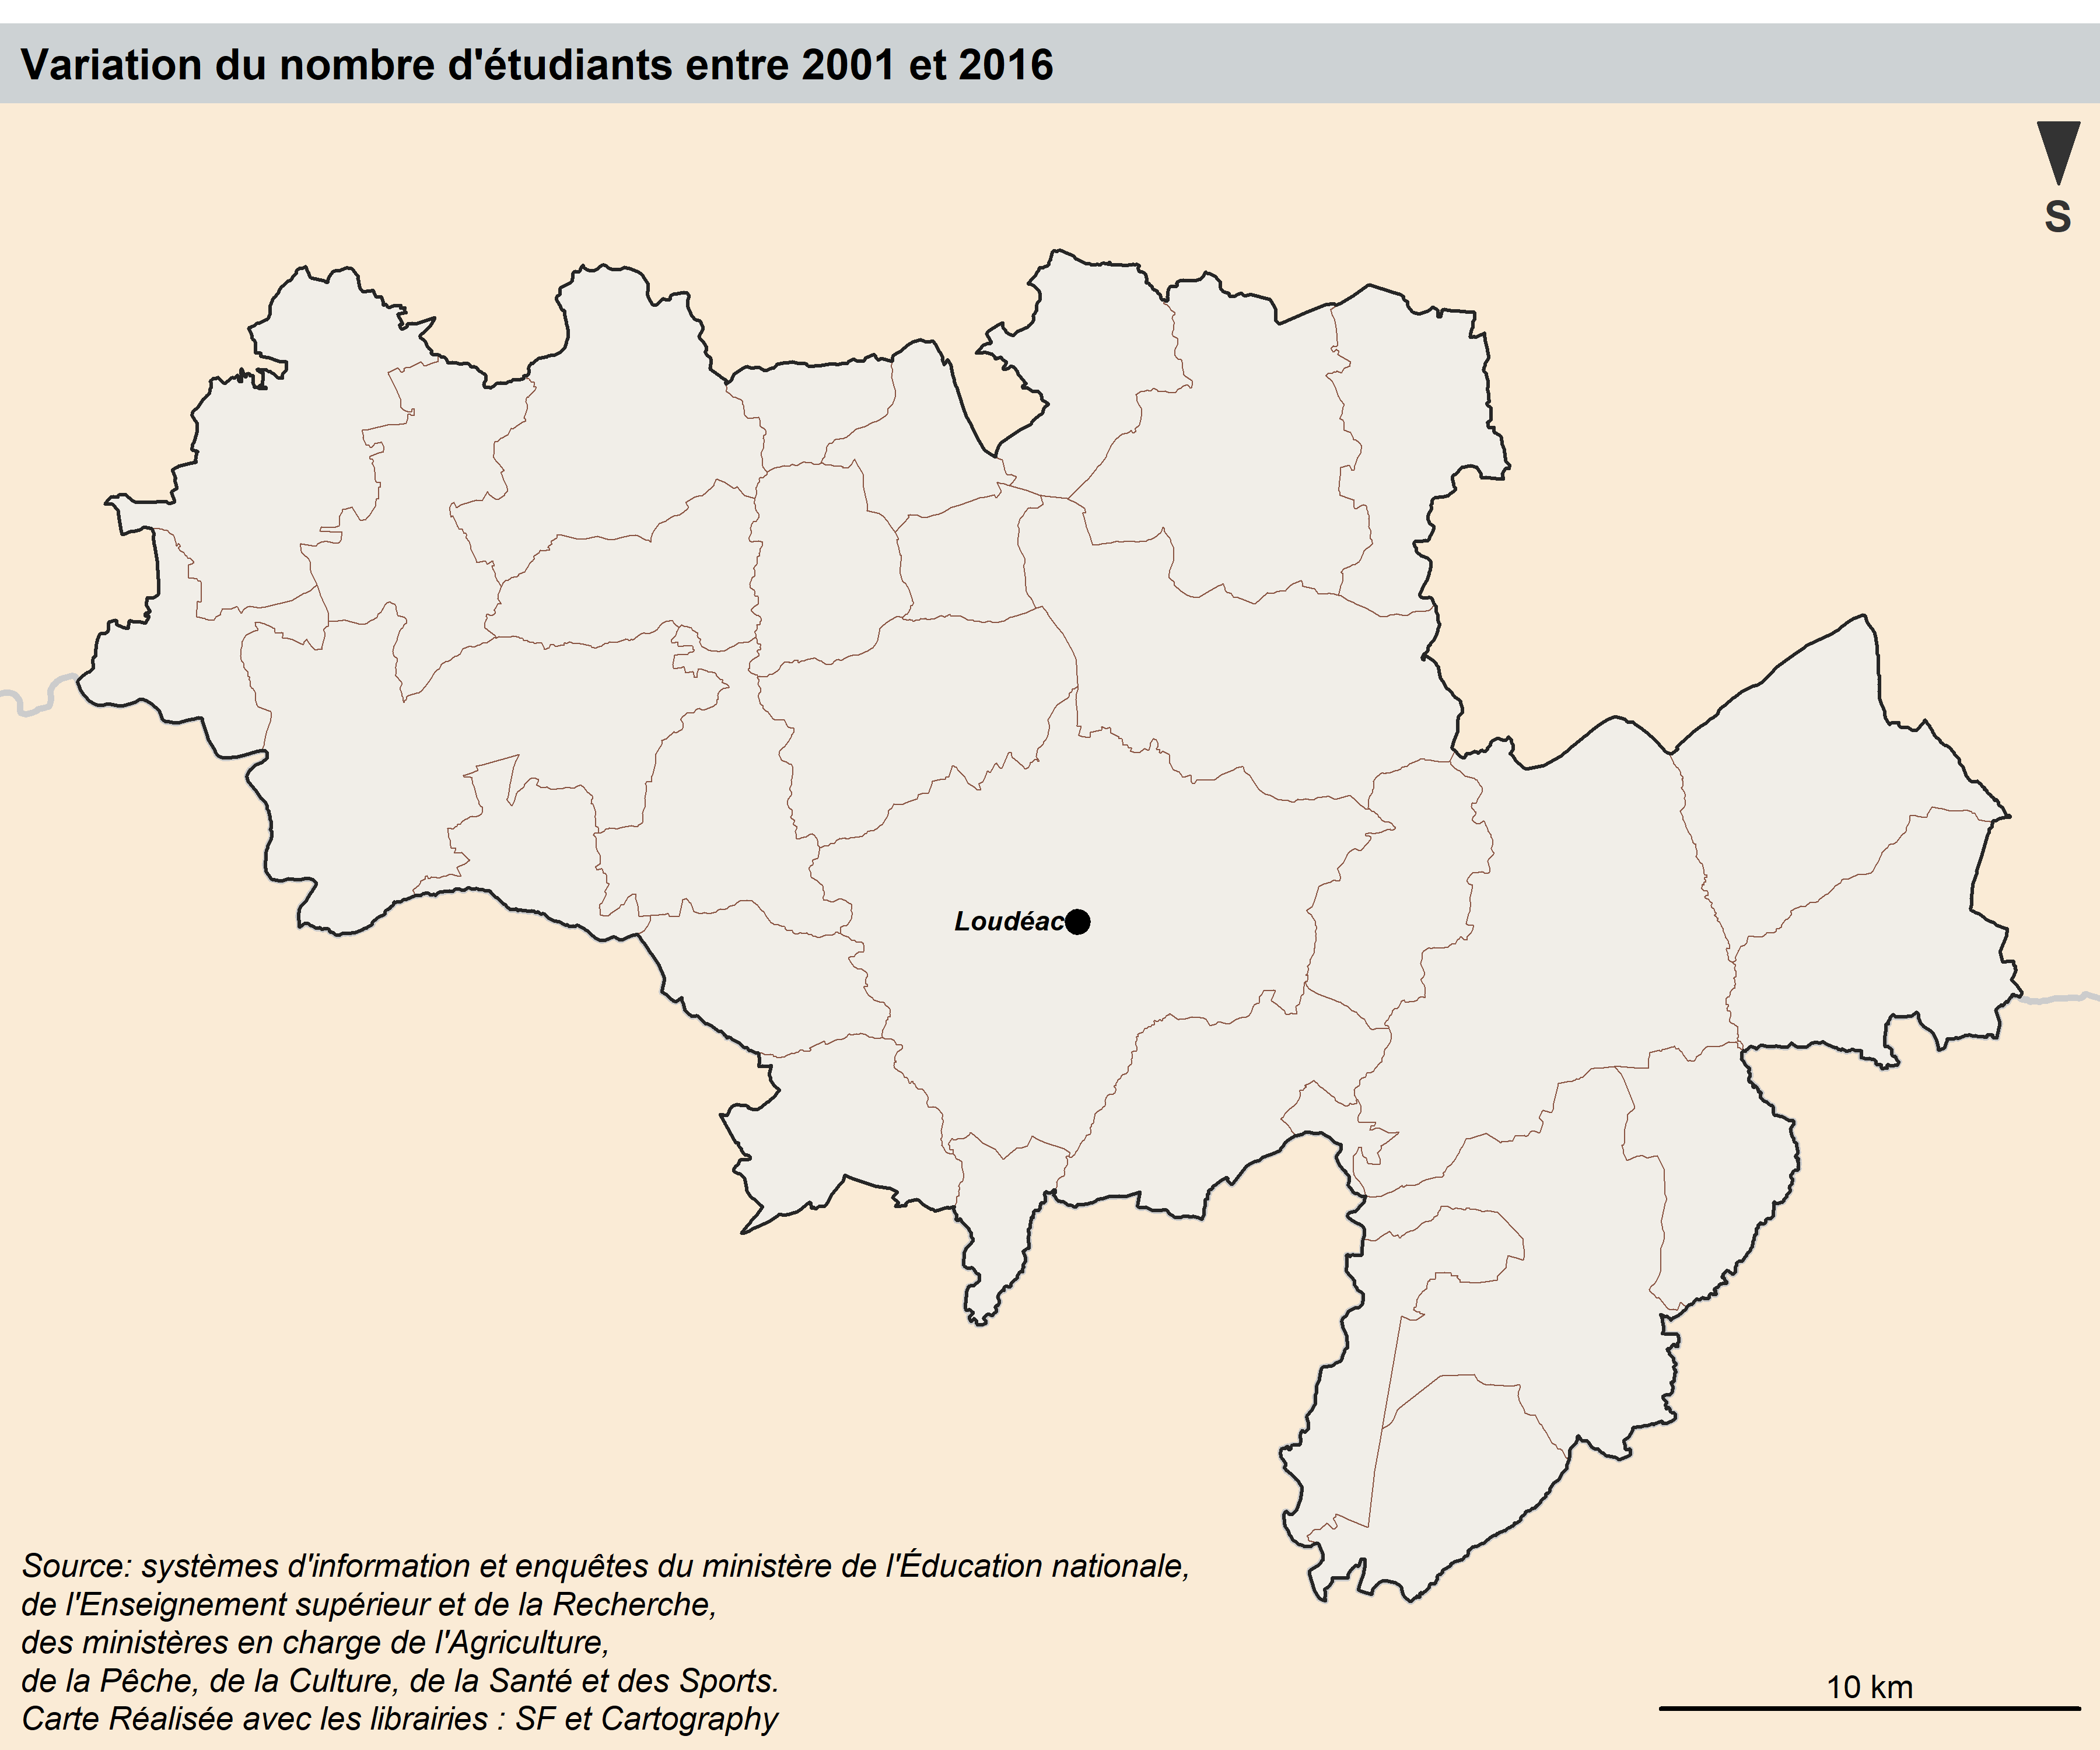 Variation du nombre d'étudiants entre 2001 et 2016
S
Loudéac
Source: systèmes d'information et enquêtes du ministère de l'Éducation nationale,
de l'Enseignement supérieur et de la Recherche,
des ministères en charge de l'Agriculture,
de la Pêche, de la Culture, de la Santé et des Sports.
Carte Réalisée avec les librairies : SF et Cartography
10 km